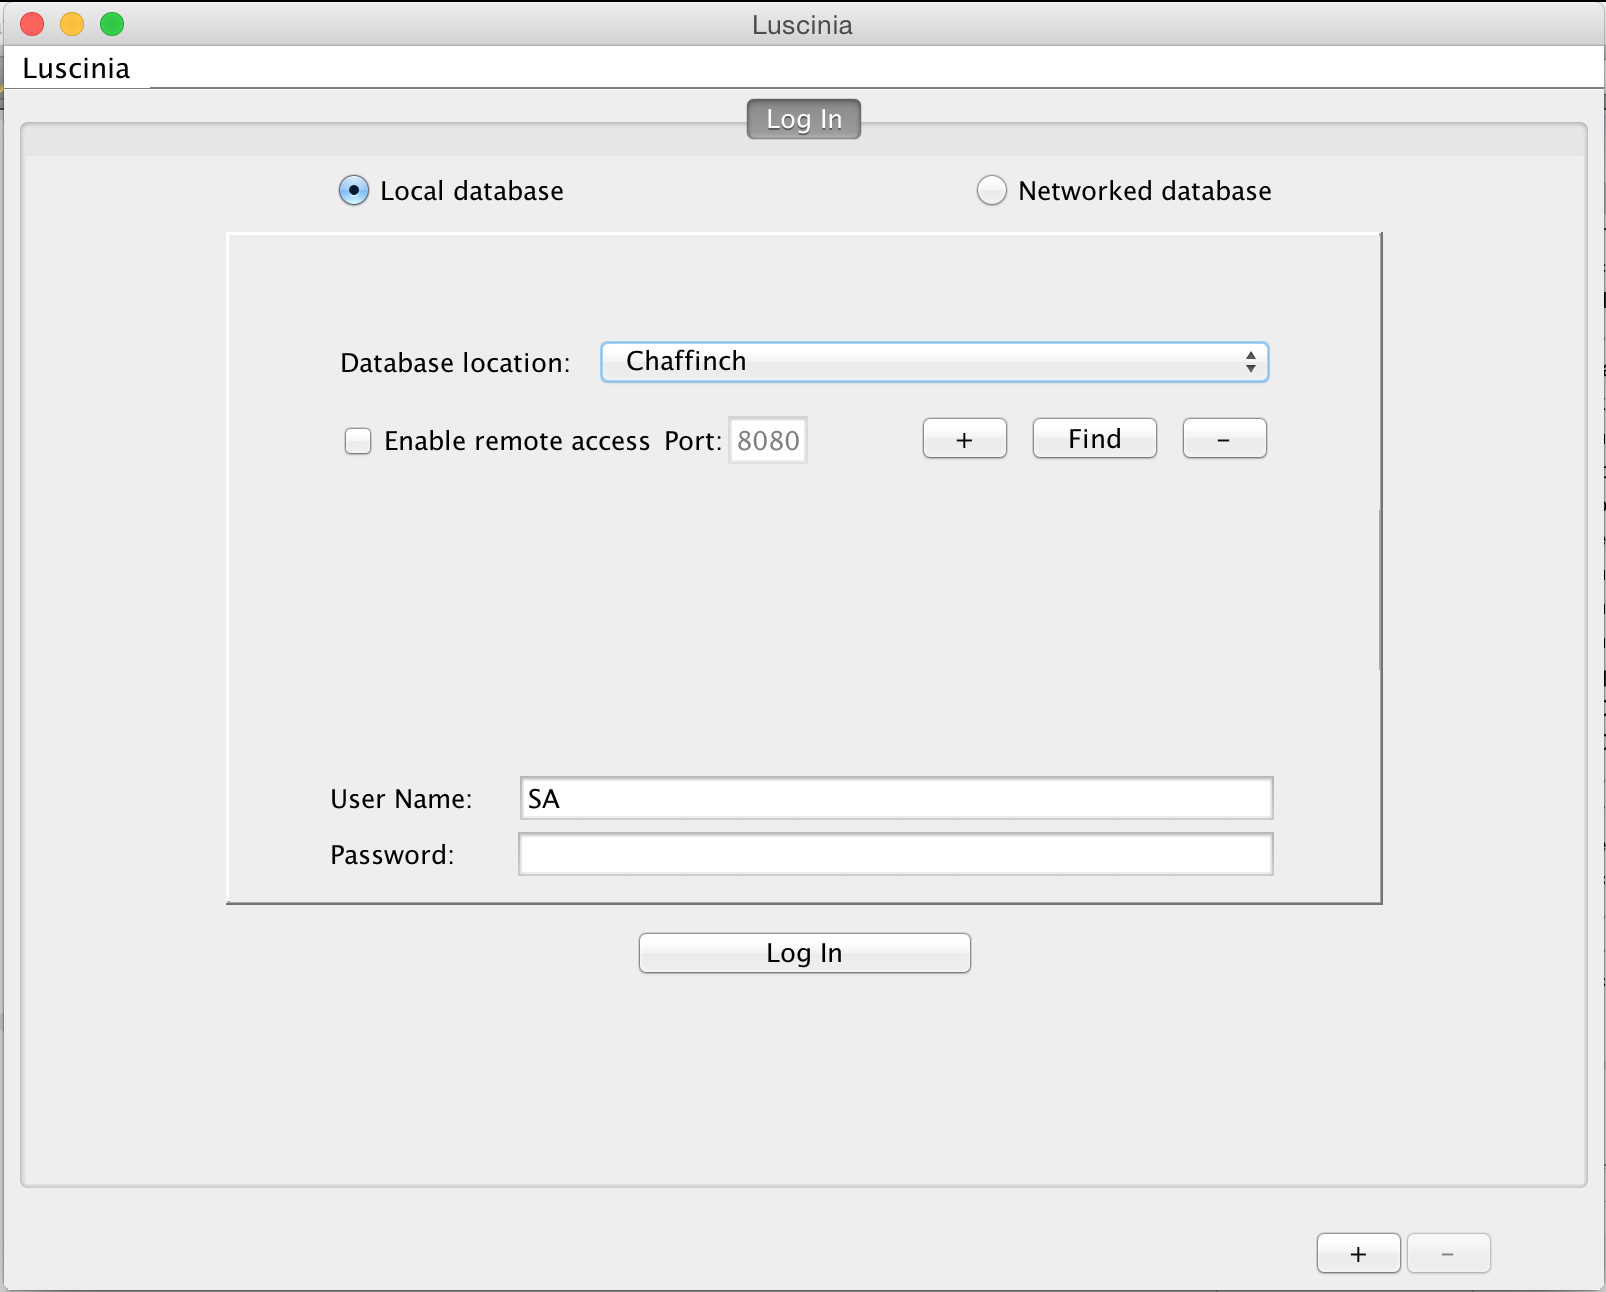 Luscinia
Luscinia
Log In
Local database Networked database
Database location: Chaffinch
Enable remote access Port: 8080 + Find -
User Name: SA
Password:
Log In
+ -